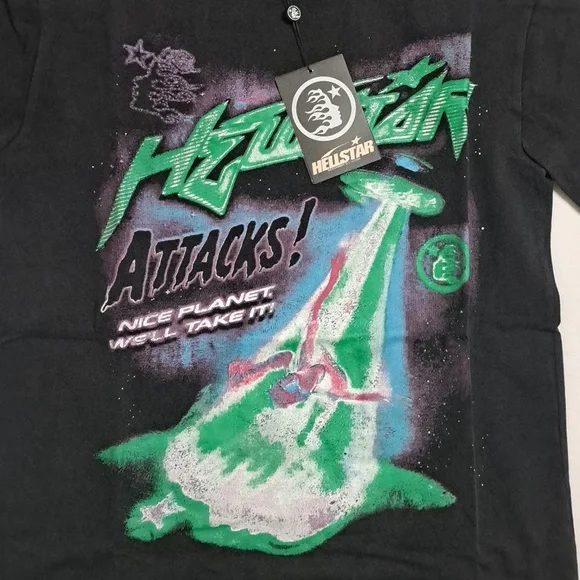 HELLSTAR
HELLSTAR
ATTACKS!
NICE PLANET,
WE'LL TAKE IT!